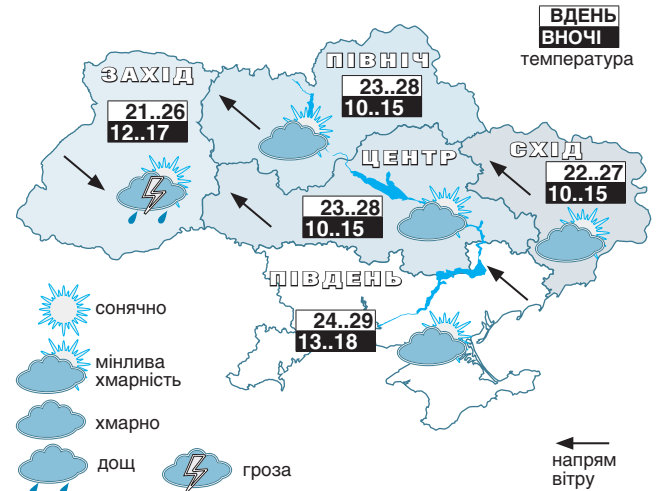 ВДЕНЬ
ВНОЧІ
температура
ПІВНІЧ
23..28
10..15
ЗАХІД
21..26
12..17
ЦЕНТР
23..28
10..15
СХІД
22..27
10..15
ПІВДЕНЬ
24..29
13..18
сонячно
мінлива
хмарність
хмарно
дощ
гроза
напрям
вітру